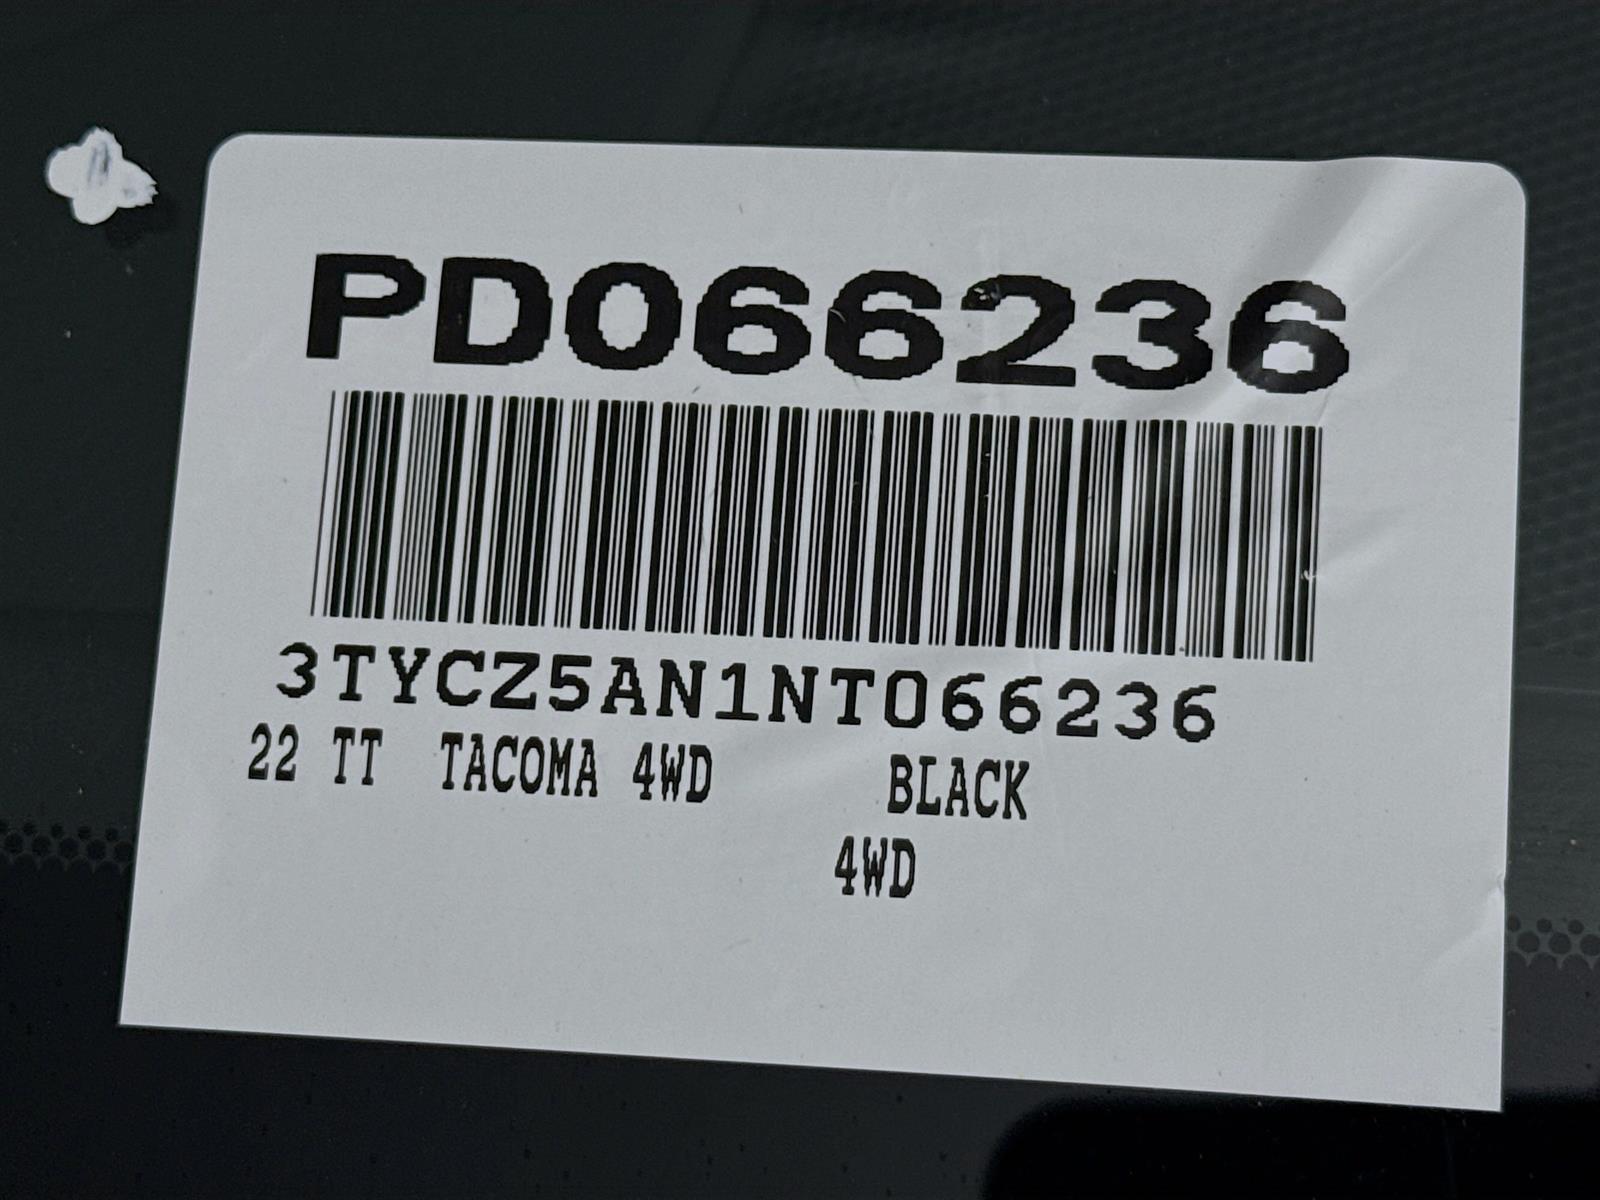 PD066236
3TYCZ5AN1NT066236
22 TT TACOMA 4WD BLACK
4WD